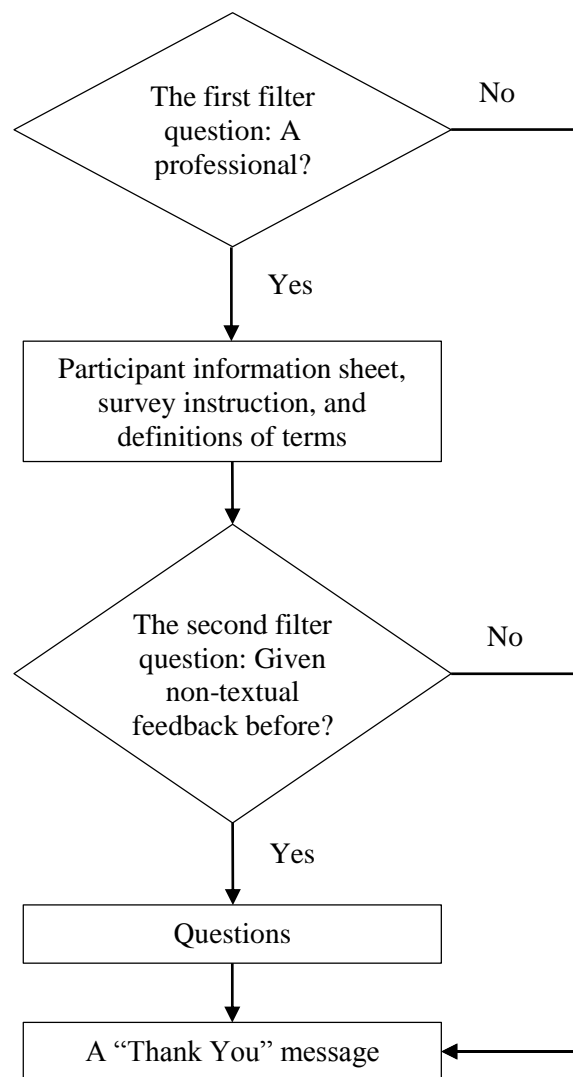 The first filter
question: A
professional?
No
Yes
Participant information sheet,
survey instruction, and
definitions of terms
The second filter
question: Given
non-textual
feedback before?
No
Yes
Questions
A “Thank You” message